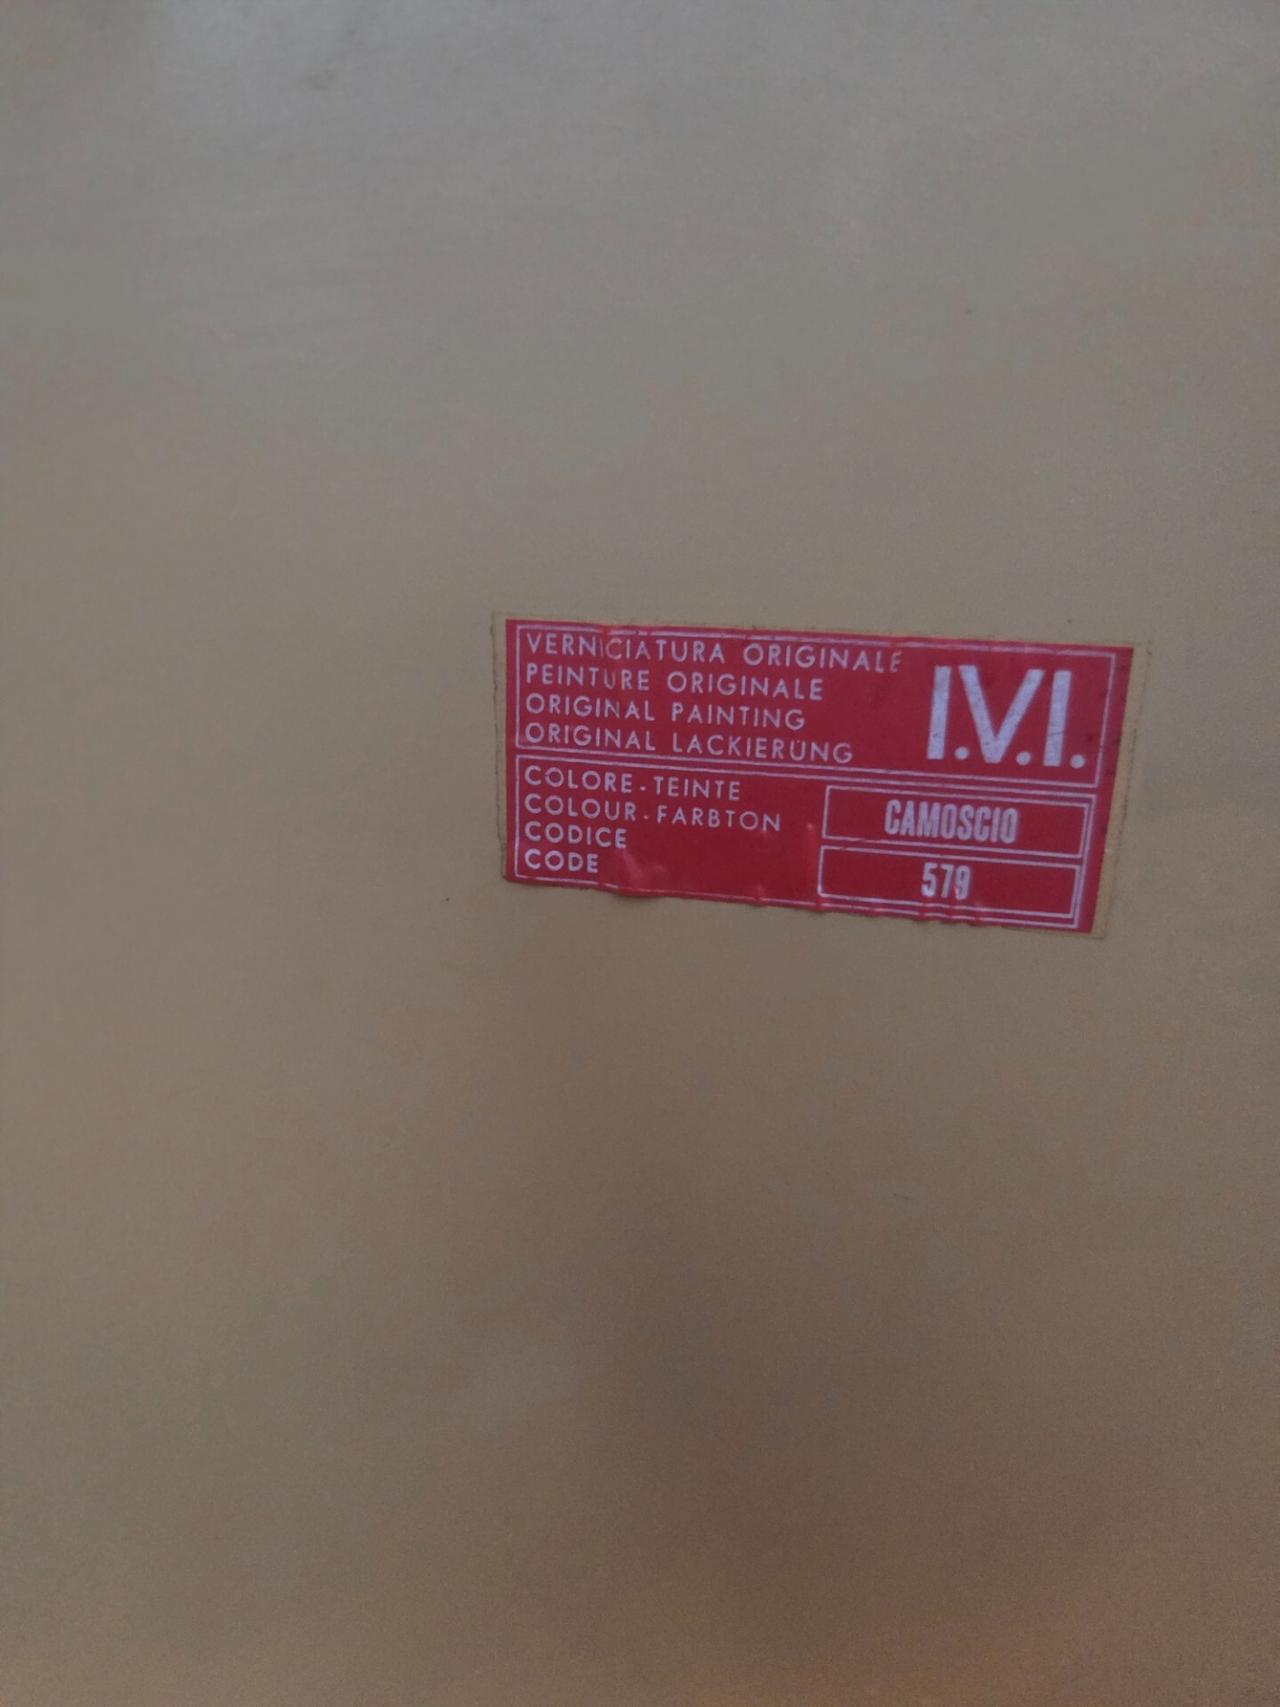 VERNICIATURA ORIGINALE
PEINTURE ORIGINALE
ORIGINAL PAINTING
ORIGINAL LACKIERUNG
I.V.I.
COLORE-TEINTE
COLOUR-FARBTON
CAMOSCIO
CODICE
CODE
579